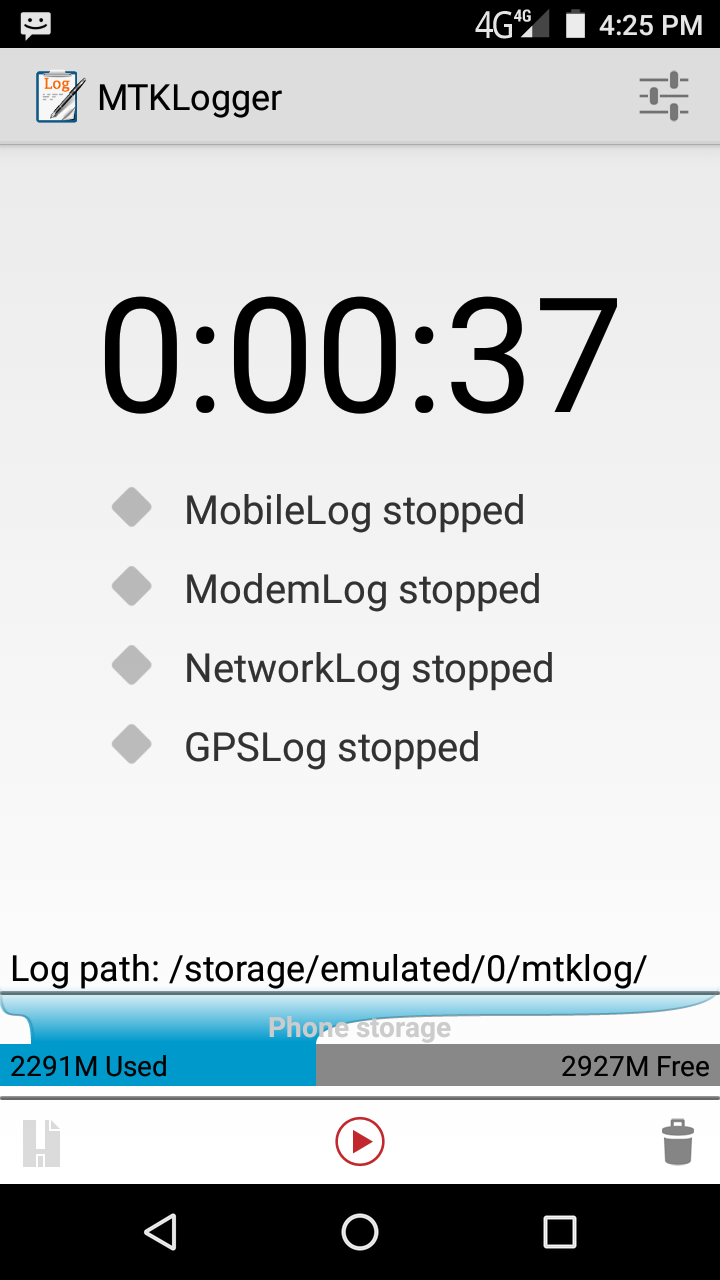 4G 4G 4:25 PM
Log MTKLogger
0:00:37
MobileLog stopped
ModemLog stopped
NetworkLog stopped
GPSLog stopped
Log path: /storage/emulated/0/mtklog/
Phone storage
2291M Used 2927M Free